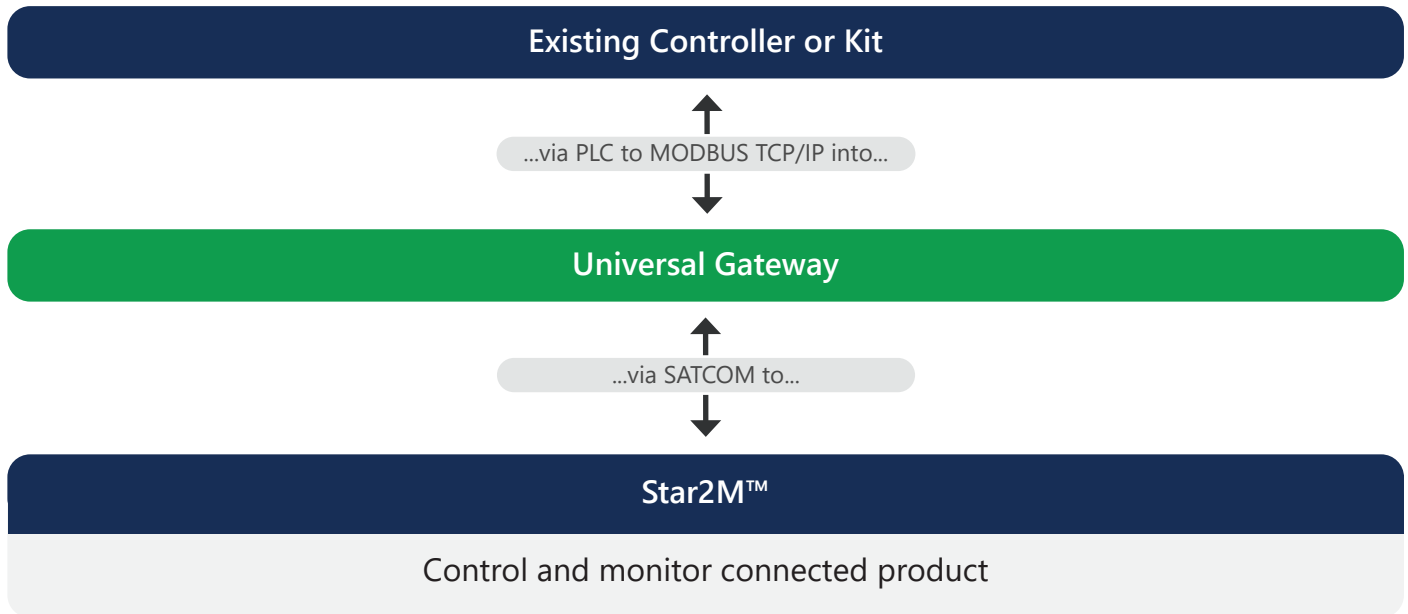 Existing Controller or Kit
...via PLC to MODBUS TCP/IP into...
Universal Gateway
...via SATCOM to...
Star2M™
Control and monitor connected product